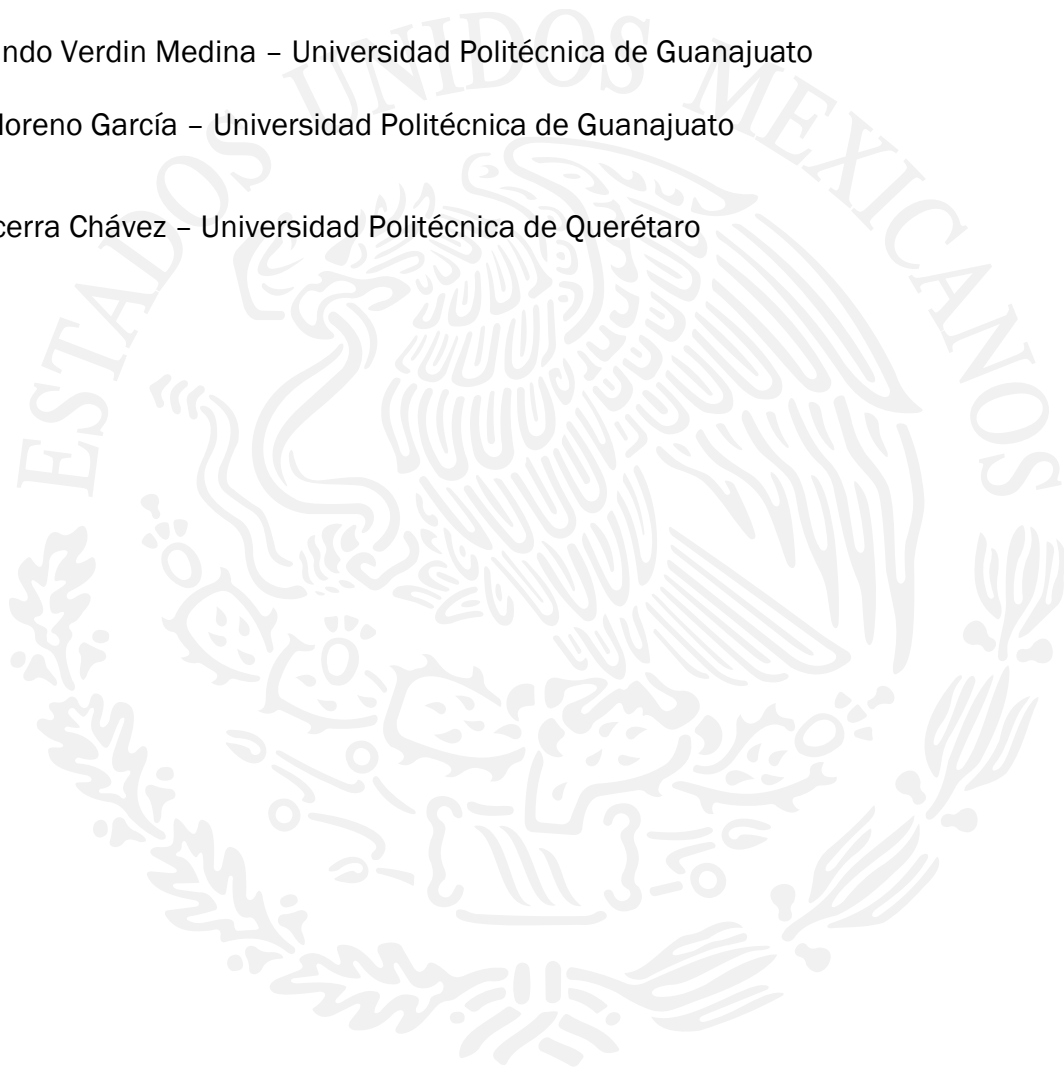 ndo Verdin Medina – Universidad Politécnica de Guanajuato
oreno García – Universidad Politécnica de Guanajuato
cerra Chávez – Universidad Politécnica de Querétaro
ESTADOS UNIDOS MEXICANOS